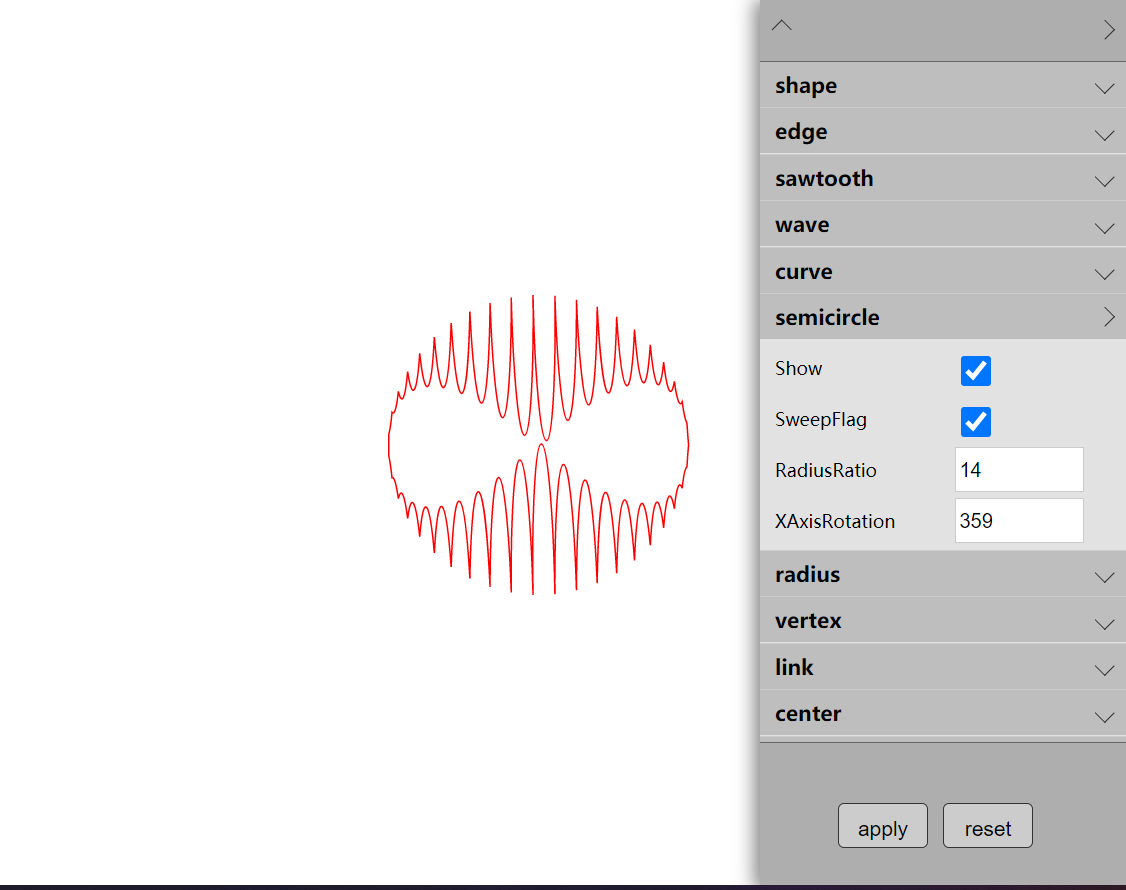 shape
edge
sawtooth
wave
curve
semicircle
Show
SweepFlag
RadiusRatio 14
XAxisRotation 359
radius
vertex
link
center
apply reset